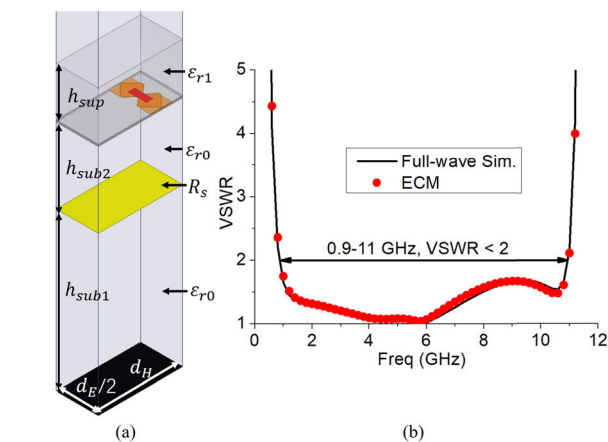 h_sup
ε_r1
h_sub2
ε_r0
R_s
h_sub1
ε_r0
d_E/2
d_H
(a)
5
4
3
2
1
VSWR
Full-wave Sim.
ECM
0.9-11 GHz, VSWR < 2
0 2 4 6 8 10 12
Freq (GHz)
(b)